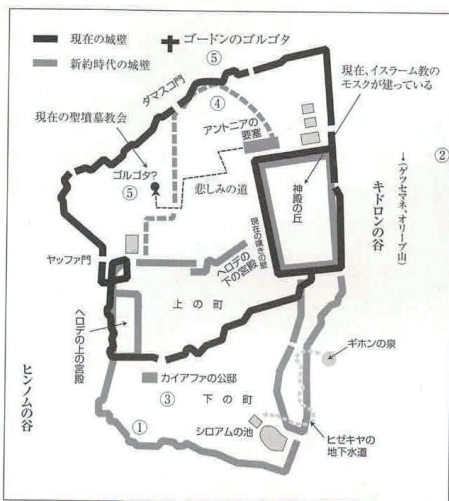 現在の城壁
ゴードンのゴルゴタ
新約時代の城壁
⑤
現在、イスラーム教の
モスクが建っている
ダマスコ門
④
現在の聖墳墓教会
アントニアの
要塞
②
ゴルゴタ?
⑤
悲しみの道
神殿の丘
→(ゲツセマネ、オリーブ山)
キドロンの谷
現在の嘆きの壁
ヤッファ門
ヘロデの
下の宮殿
上の町
ヘロデの上の宮殿
ギホンの泉
カイアファの公邸
ヒンノムの谷
③
下の町
①
シロアムの池
ヒゼキヤの
地下水道